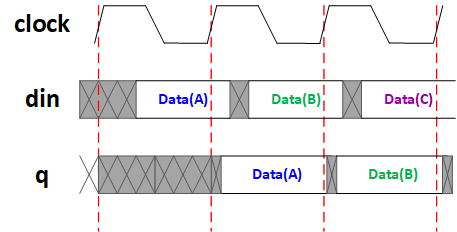 clock
din Data(A) Data(B) Data(C)
q Data(A) Data(B)